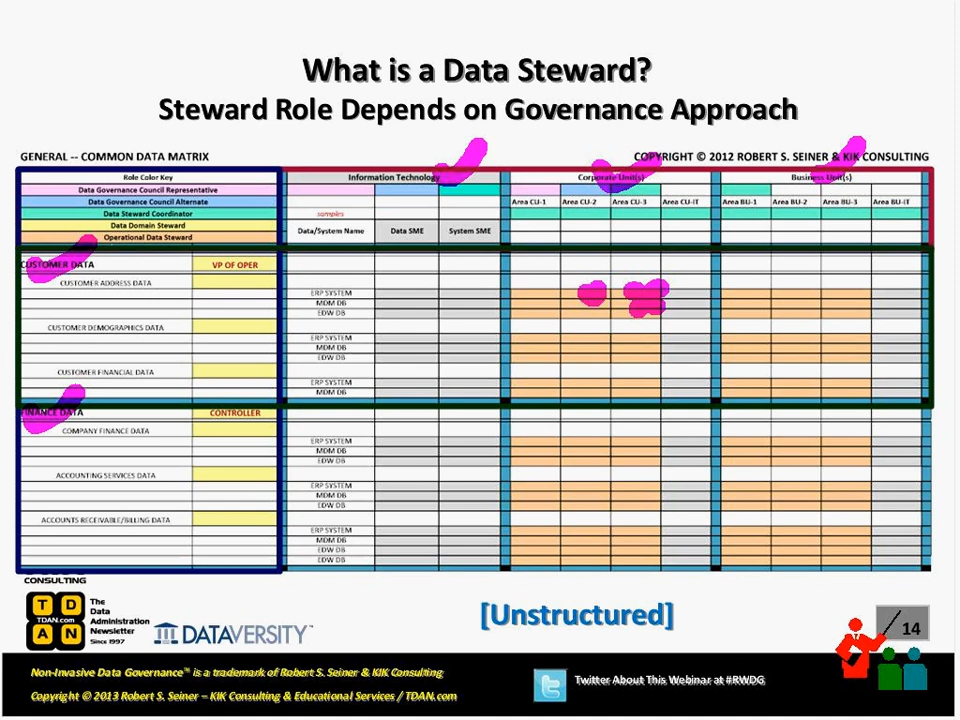 What is a Data Steward?
Steward Role Depends on Governance Approach
GENERAL -- COMMON DATA MATRIX COPYRIGHT © 2012 ROBERT S. SEINER & KIK CONSULTING
Role Color Key Information Technology Corporate Unit(s) Business Unit(s)
Data Governance Council Representative
Data Governance Council Alternate Area CU-1 Area CU-2 Area CU-3 Area CU-IT Area BU-1 Area BU-2 Area BU-3 Area BU-IT
Data Steward Coordinator samples
Data Domain Steward Data/System Name Data SME System SME
Operational Data Steward
CUSTOMER DATA VP OF OPER
CUSTOMER ADDRESS DATA
ERP SYSTEM
MDM DB
EDW DB
CUSTOMER DEMOGRAPHICS DATA
ERP SYSTEM
MDM DB
EDW DB
CUSTOMER FINANCIAL DATA
ERP SYSTEM
MDM DB
FINANCE DATA CONTROLLER
COMPANY FINANCE DATA
ERP SYSTEM
MDM DB
EDW DB
ACCOUNTING SERVICES DATA
ERP SYSTEM
MDM DB
EDW DB
ACCOUNTS RECEIVABLE/BILLING DATA
ERP SYSTEM
MDM DB
EDW DB
EDW DB
CONSULTING
TDAN.com
The
Data
Administration
Newsletter
Since 1997
DATAVERSITY™
[Unstructured]
14
Non-Invasive Data Governance™ is a trademark of Robert S. Seiner & KIK Consulting
Copyright © 2013 Robert S. Seiner – KIK Consulting & Educational Services / TDAN.com
Twitter About This Webinar at #RWDG